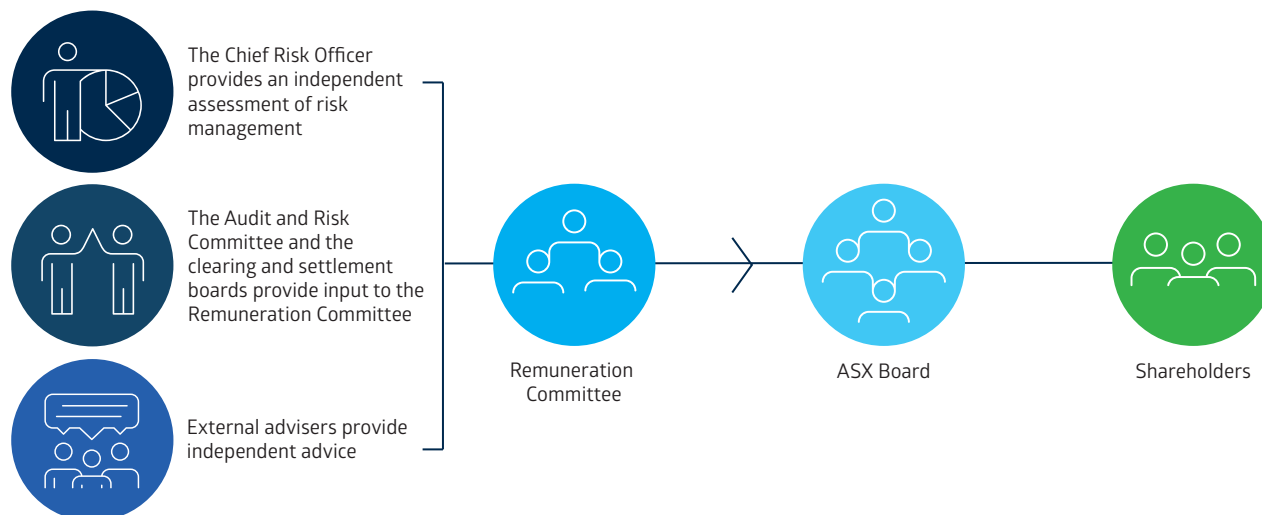 The Chief Risk Officer
provides an independent
assessment of risk
management
The Audit and Risk
Committee and the
clearing and settlement
boards provide input to the
Remuneration Committee
External advisers provide
independent advice
Remuneration
Committee
ASX Board
Shareholders